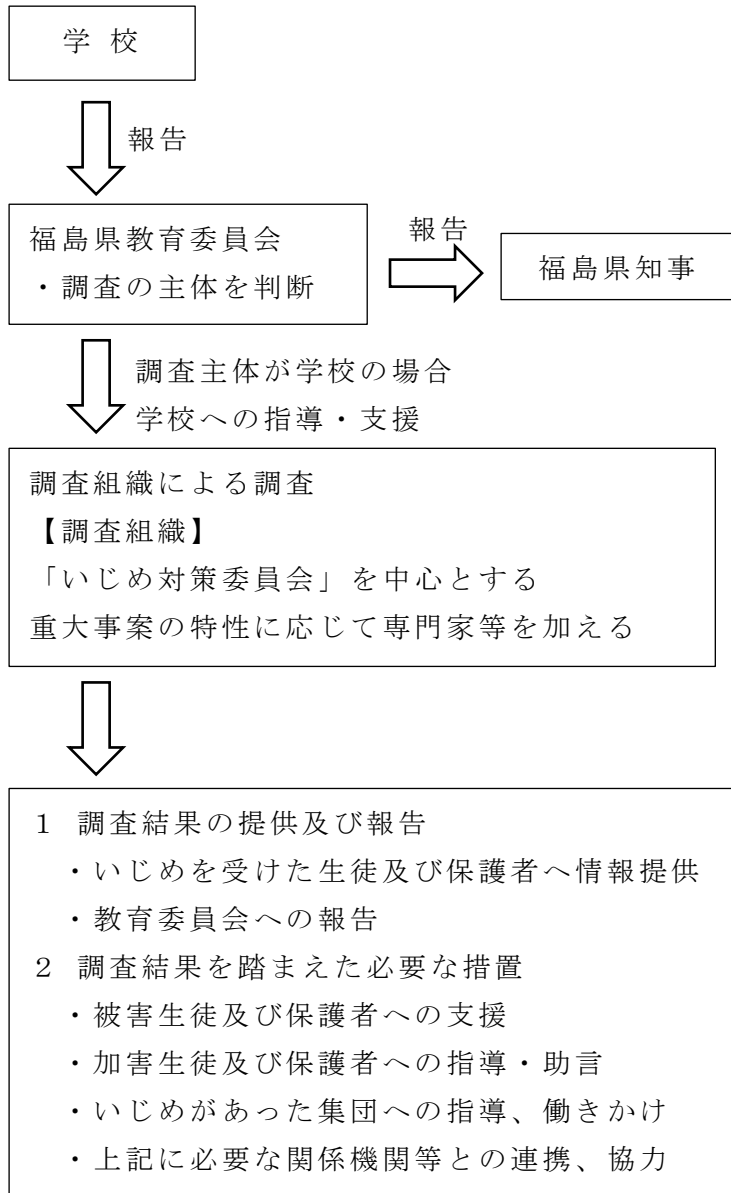 学校
報告
福島県教育委員会
・調査の主体を判断
報告
福島県知事
調査主体が学校の場合
学校への指導・支援
調査組織による調査
【調査組織】
「いじめ対策委員会」を中心とする
重大事案の特性に応じて専門家等を加える
1 調査結果の提供及び報告
・いじめを受けた生徒及び保護者へ情報提供
・教育委員会への報告
2 調査結果を踏まえた必要な措置
・被害生徒及び保護者への支援
・加害生徒及び保護者への指導・助言
・いじめがあった集団への指導、働きかけ
・上記に必要な関係機関等との連携、協力